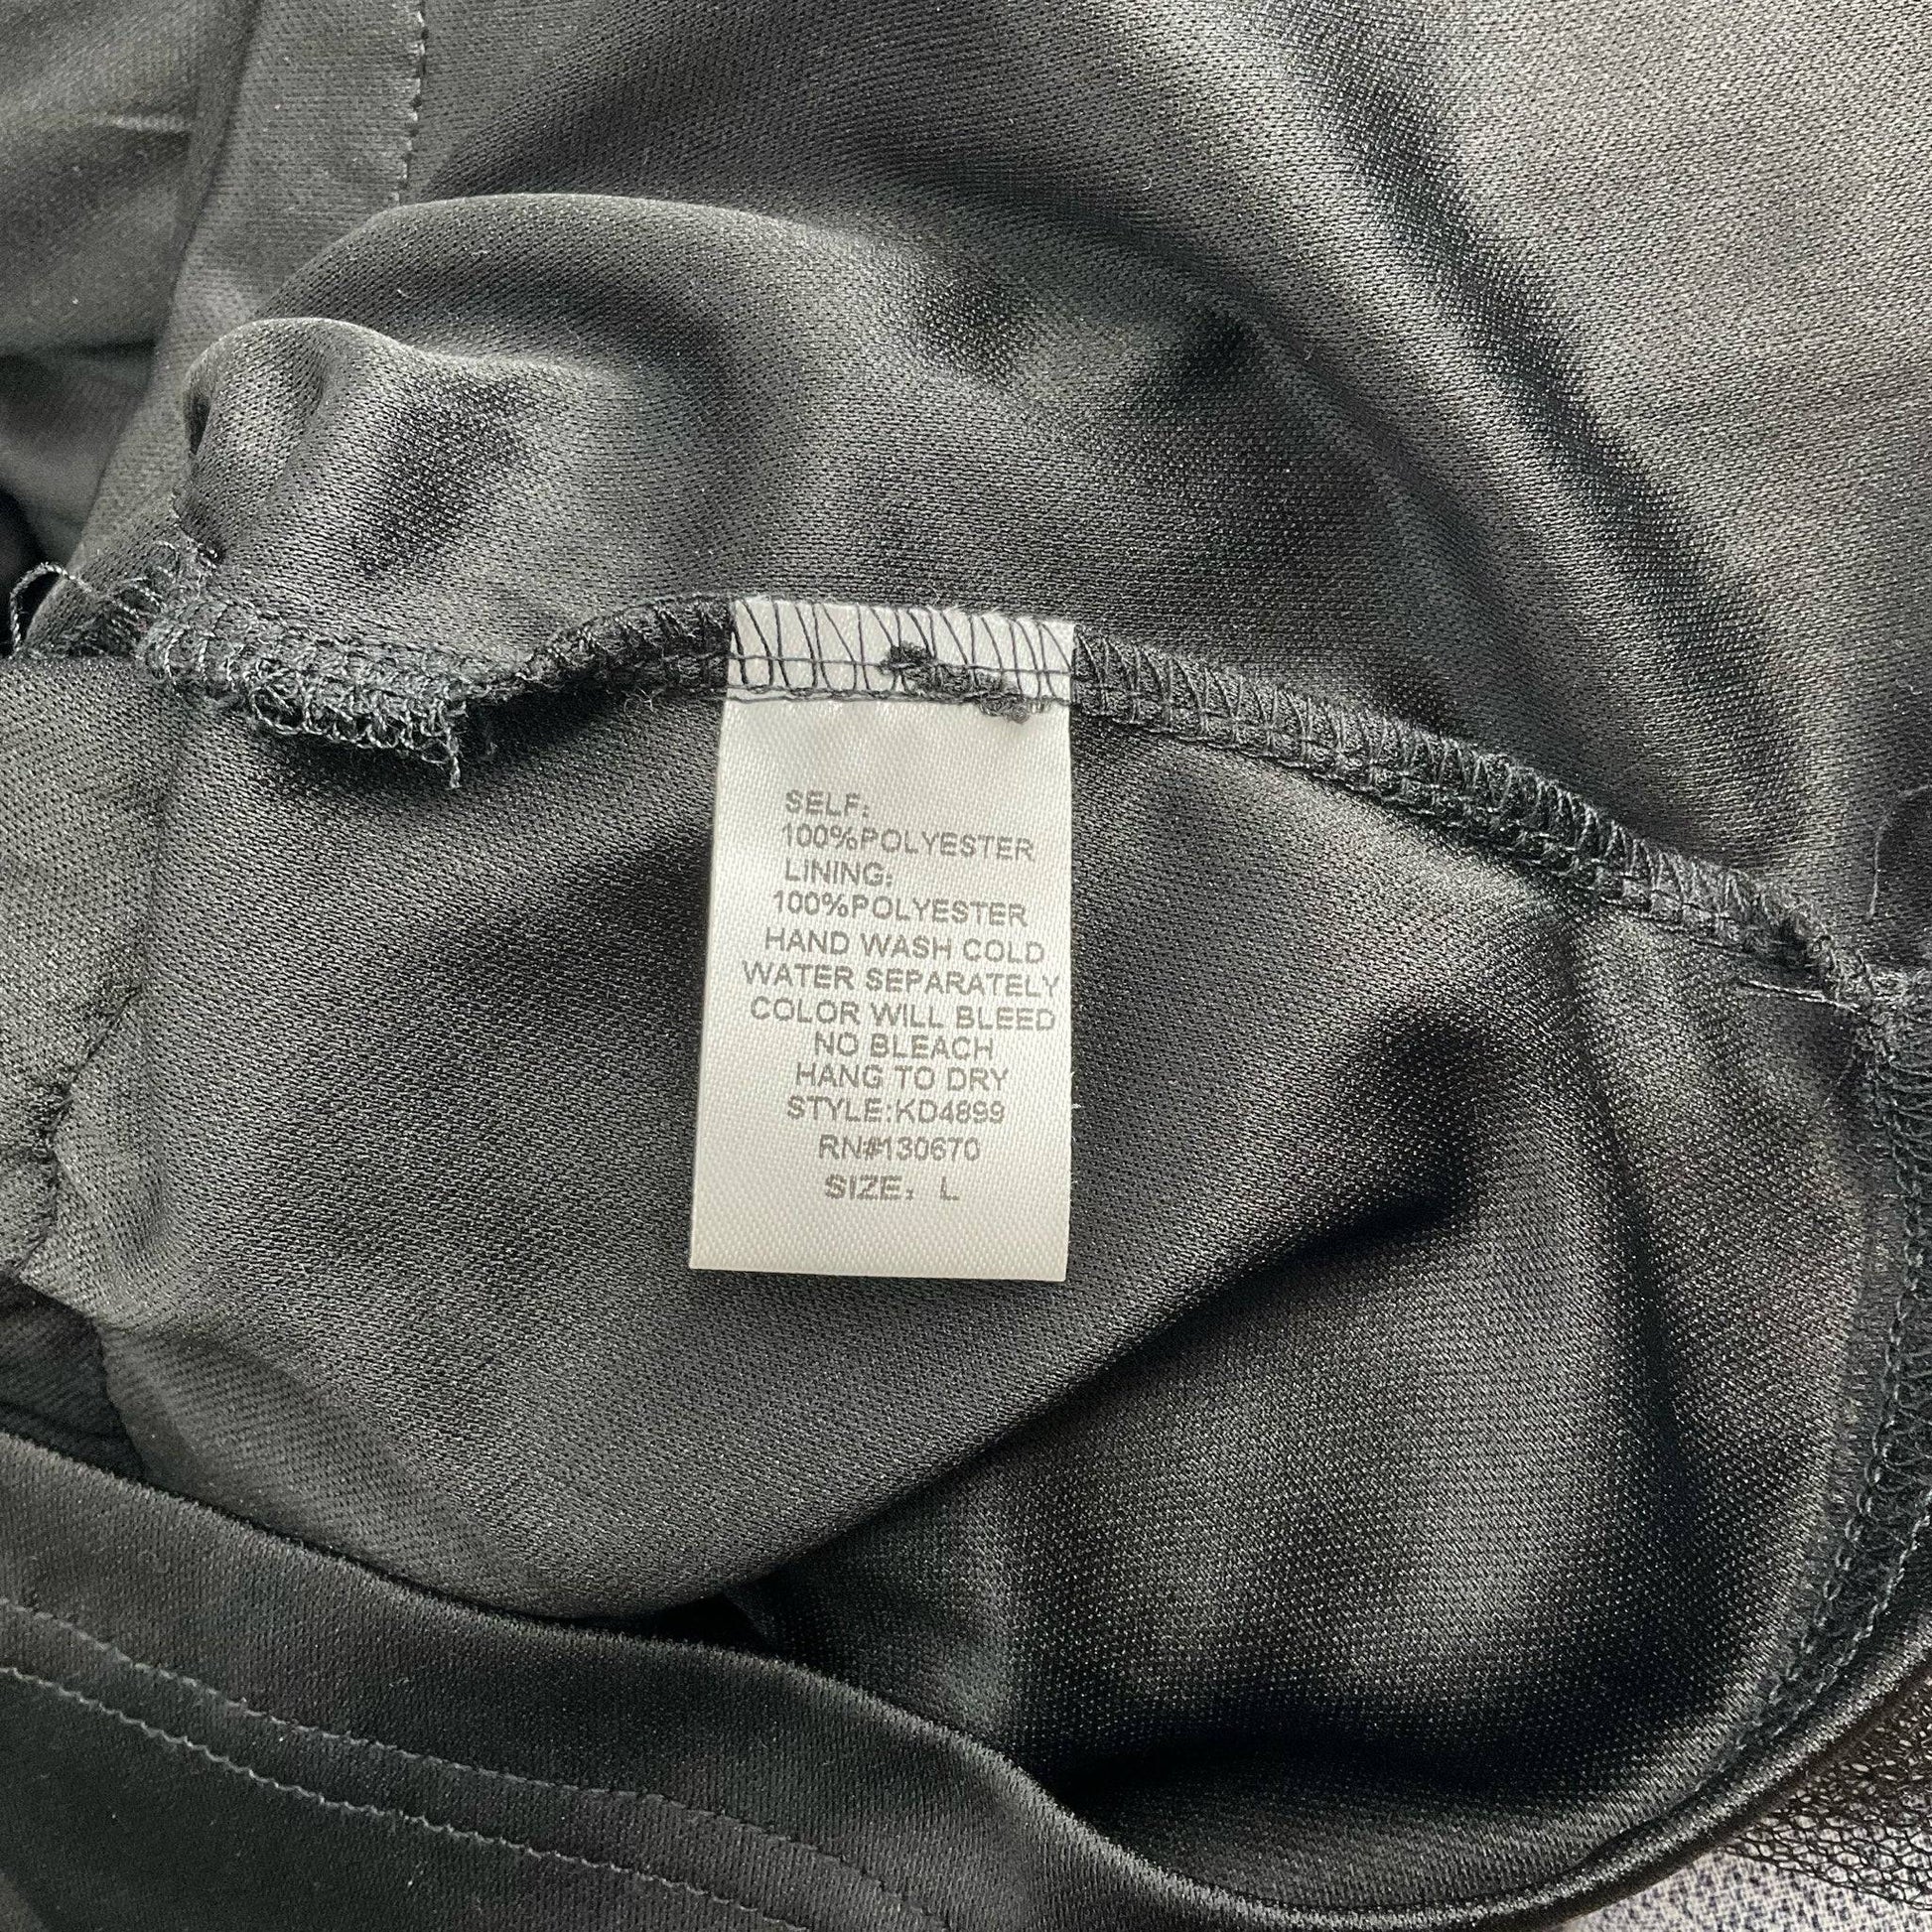 SELF:
100%POLYESTER
LINING:
100%POLYESTER
HAND WASH COLD
WATER SEPARATELY
COLOR WILL BLEED
NO BLEACH
HANG TO DRY
STYLE:KD4899
RN#130670
SIZE: L